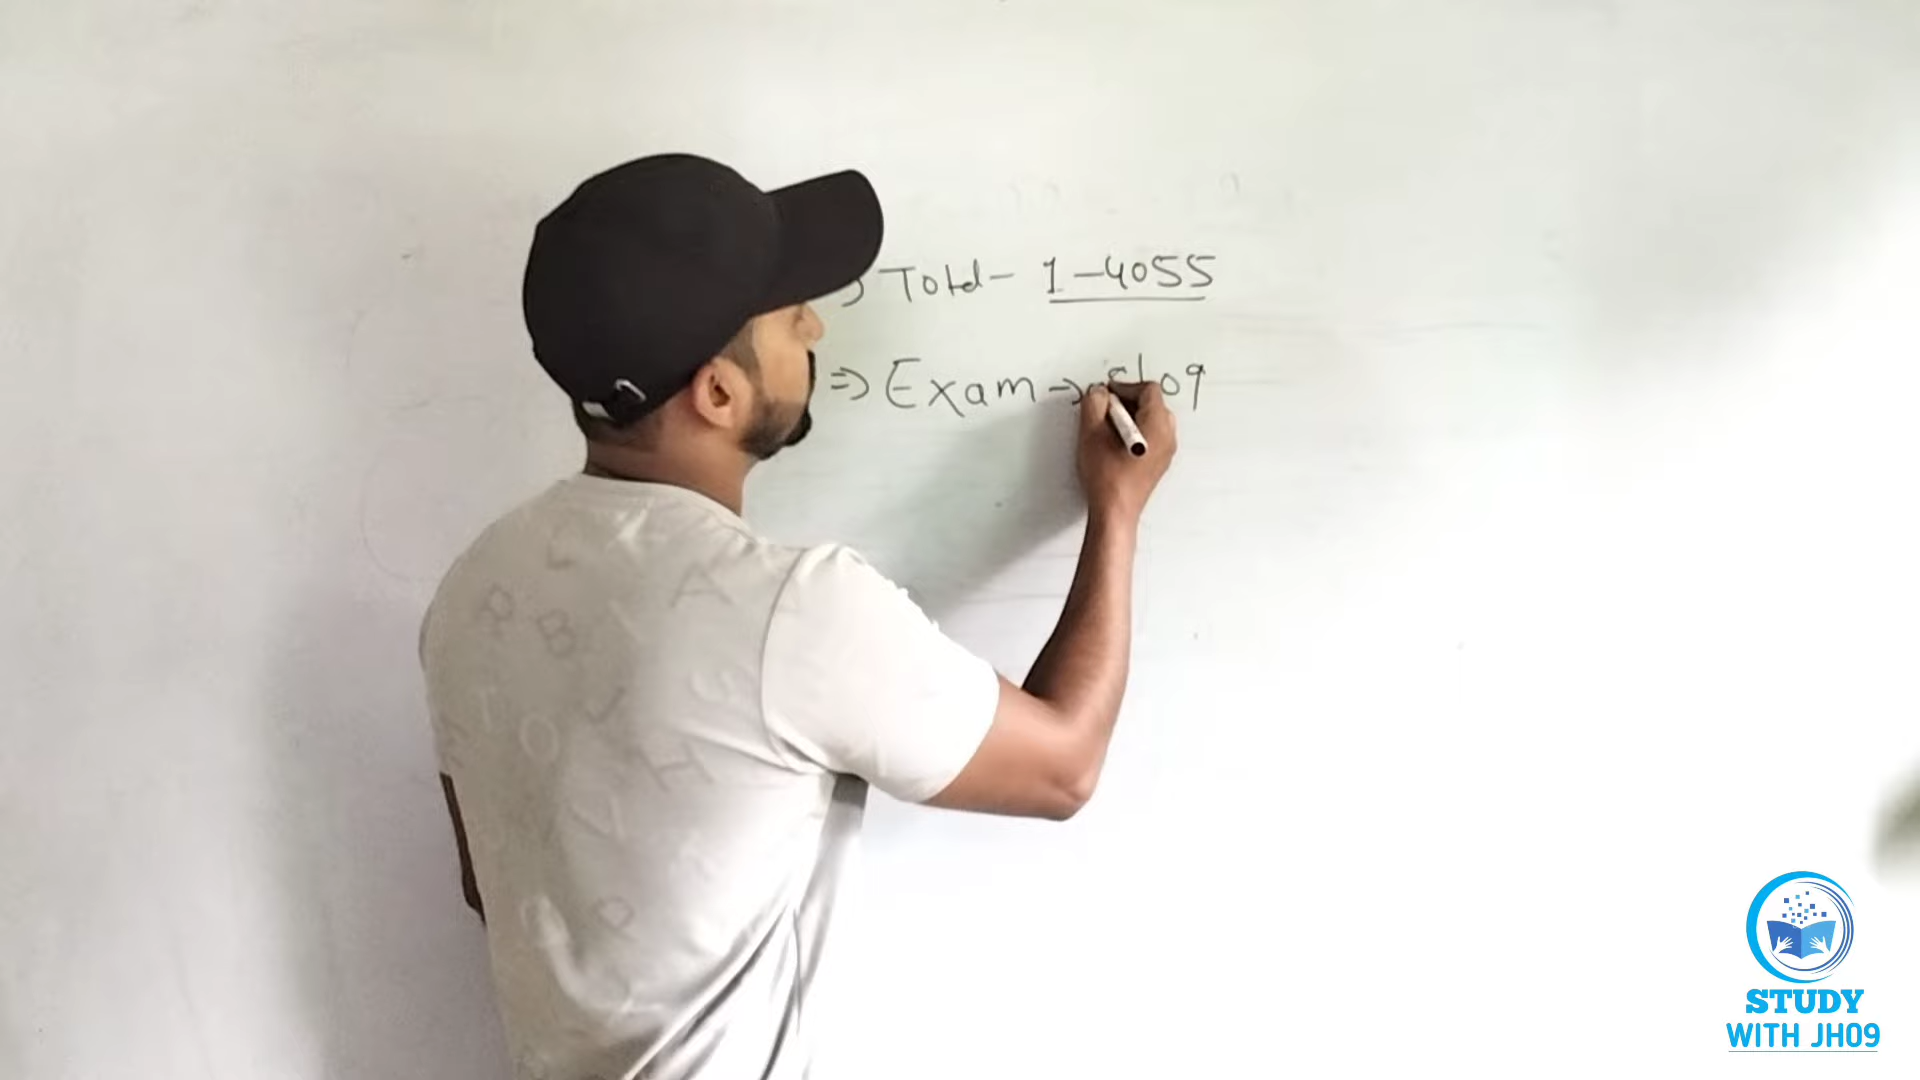 ⇒ Total - 1-4055
⇒ Exam →
STUDY
WITH JH09